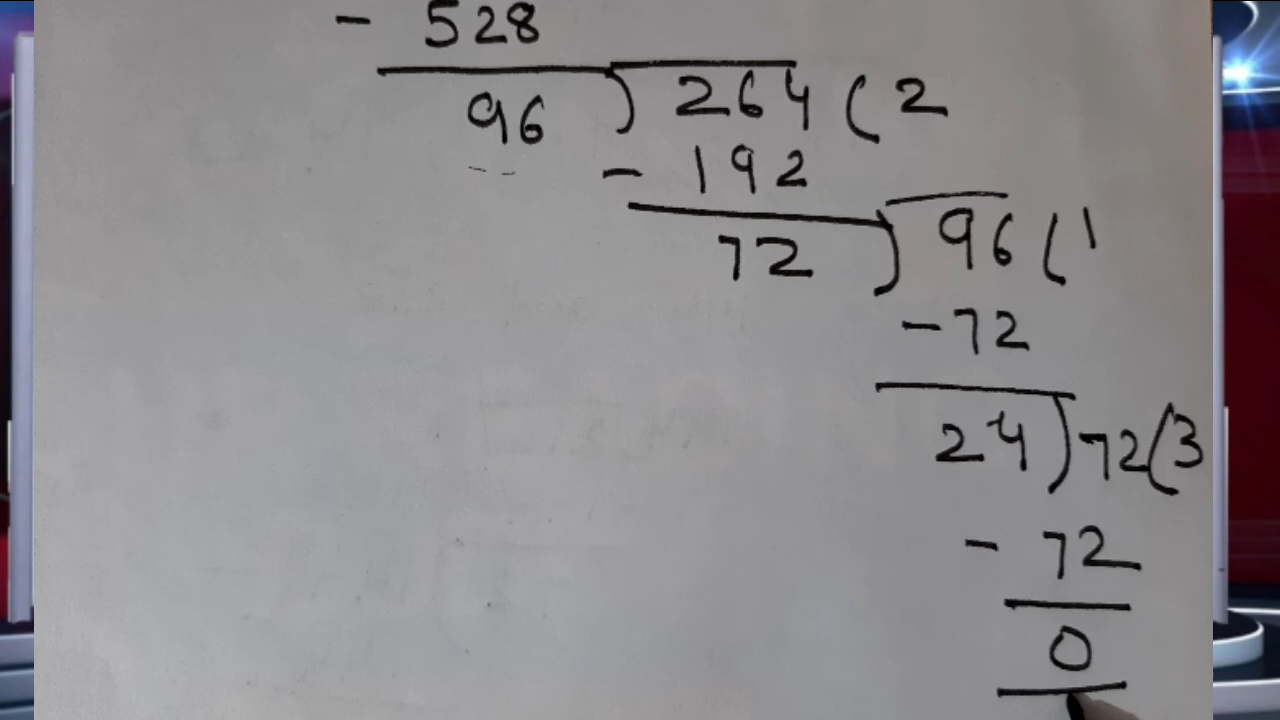 - 528
96 ) 264 ( 2
- 192
72 ) 96 ( 1
- 72
24 ) 72 ( 3
- 72
0